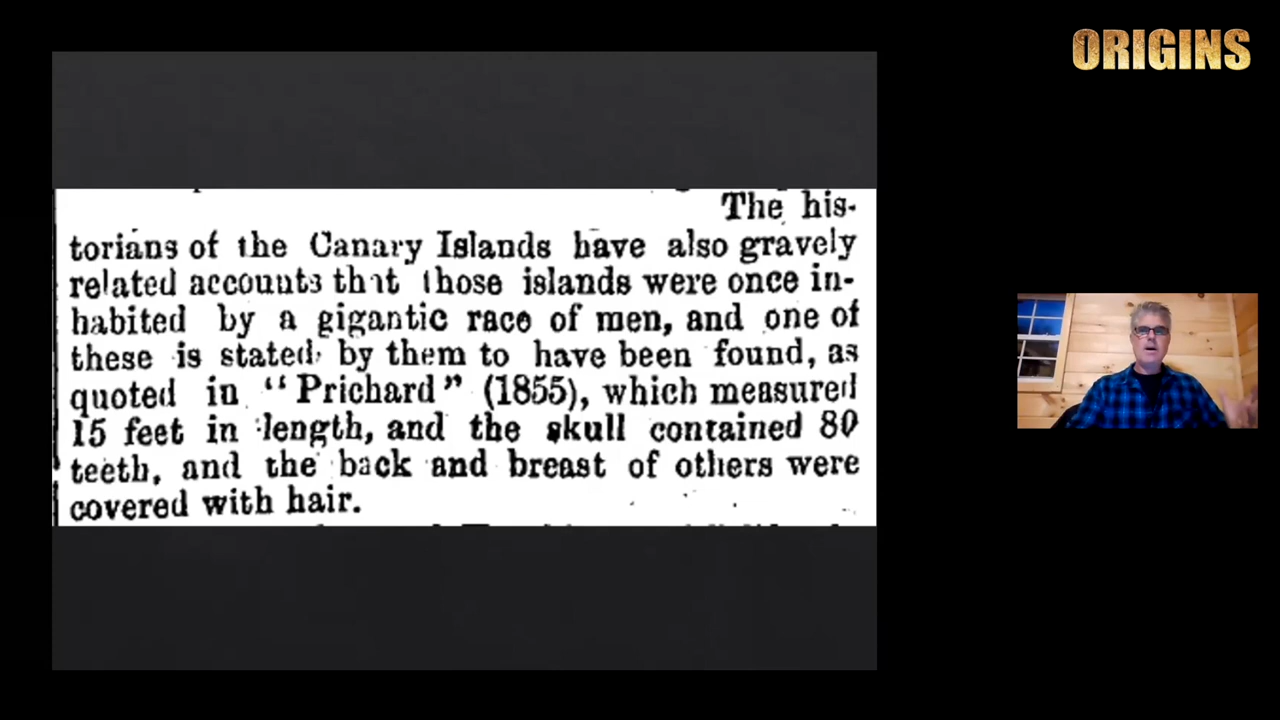 ORIGINS
The his-
torians of the Canary Islands have also gravely
related accounts that those islands were once in-
habited by a gigantic race of men, and one of
these is stated by them to have been found, as
quoted in "Prichard" (1855), which measured
15 feet in length, and the skull contained 80
teeth, and the back and breast of others were
covered with hair.